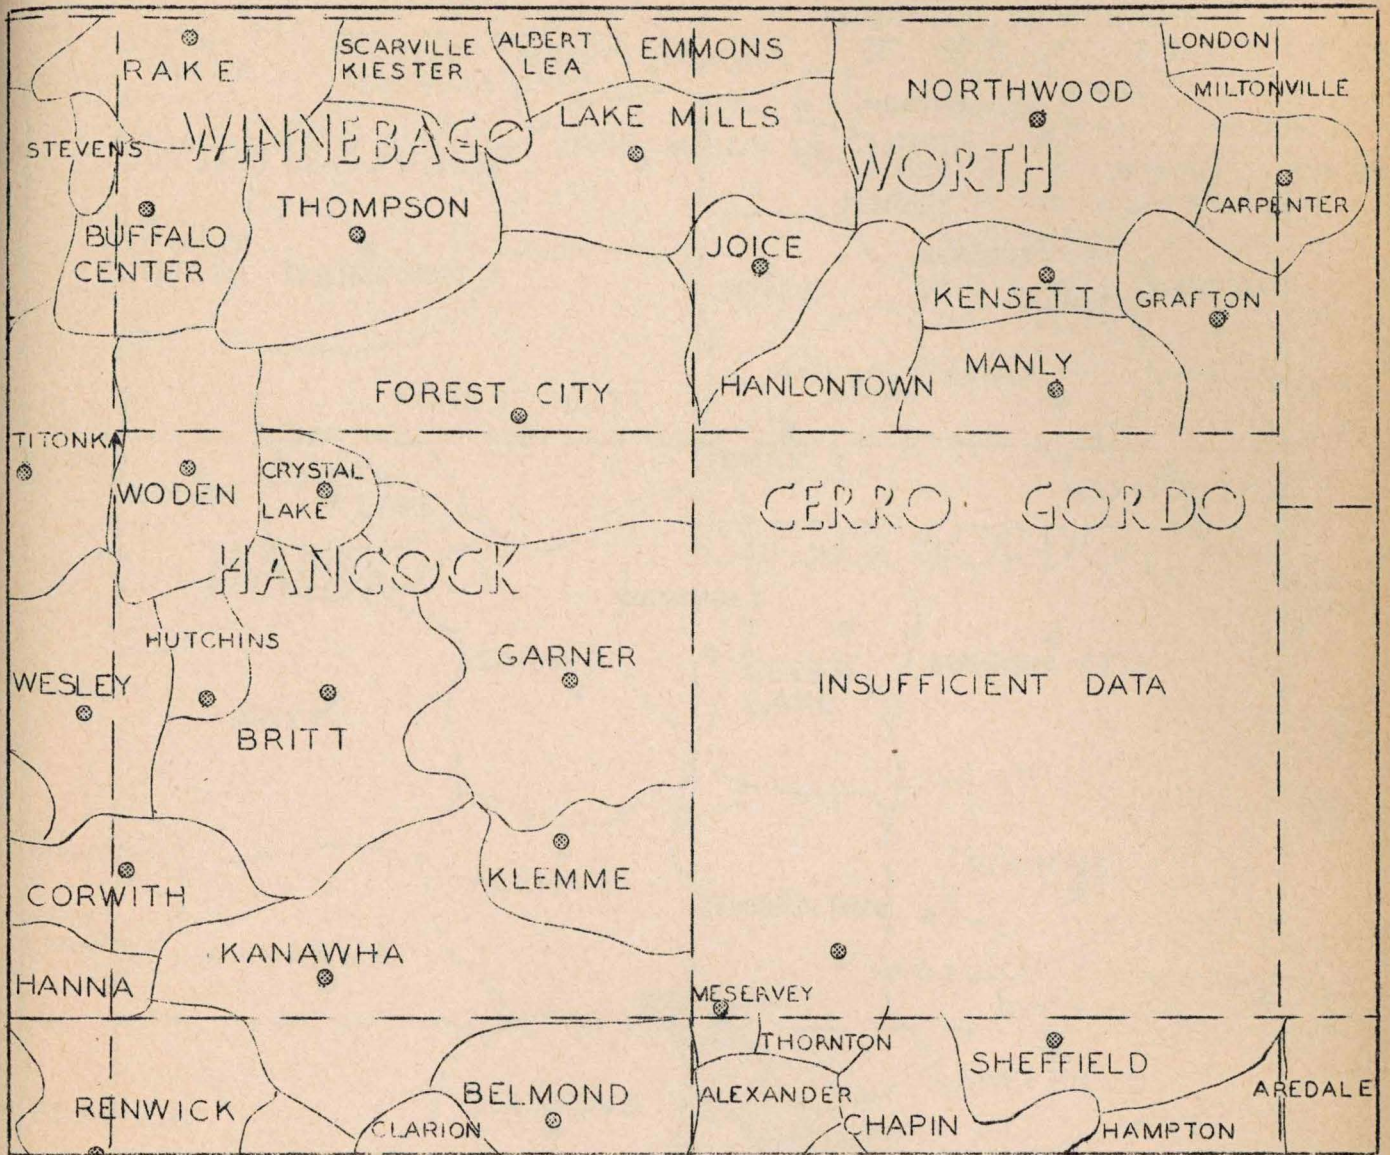 RAKE
SCARVILLE
KIESTER
ALBERT
LEA
EMMONS
LONDON
NORTHWOOD
MILTONVILLE
STEVENS
WINNEBAGO
LAKE MILLS
WORTH
THOMPSON
CARPENTER
BUFFALO
CENTER
JOICE
KENSETT
GRAFTON
FOREST CITY
HANLONTOWN
MANLY
TITONKA
WODEN
CRYSTAL
LAKE
CERRO GORDO
HANCOCK
HUTCHINS
WESLEY
GARNER
INSUFFICIENT DATA
BRITT
CORWITH
KLEMME
KANAWHA
HANNA
MESERVEY
THORNTON
SHEFFIELD
RENWICK
BELMOND
CLARION
ALEXANDER
CHAPIN
HAMPTON
AREDALE